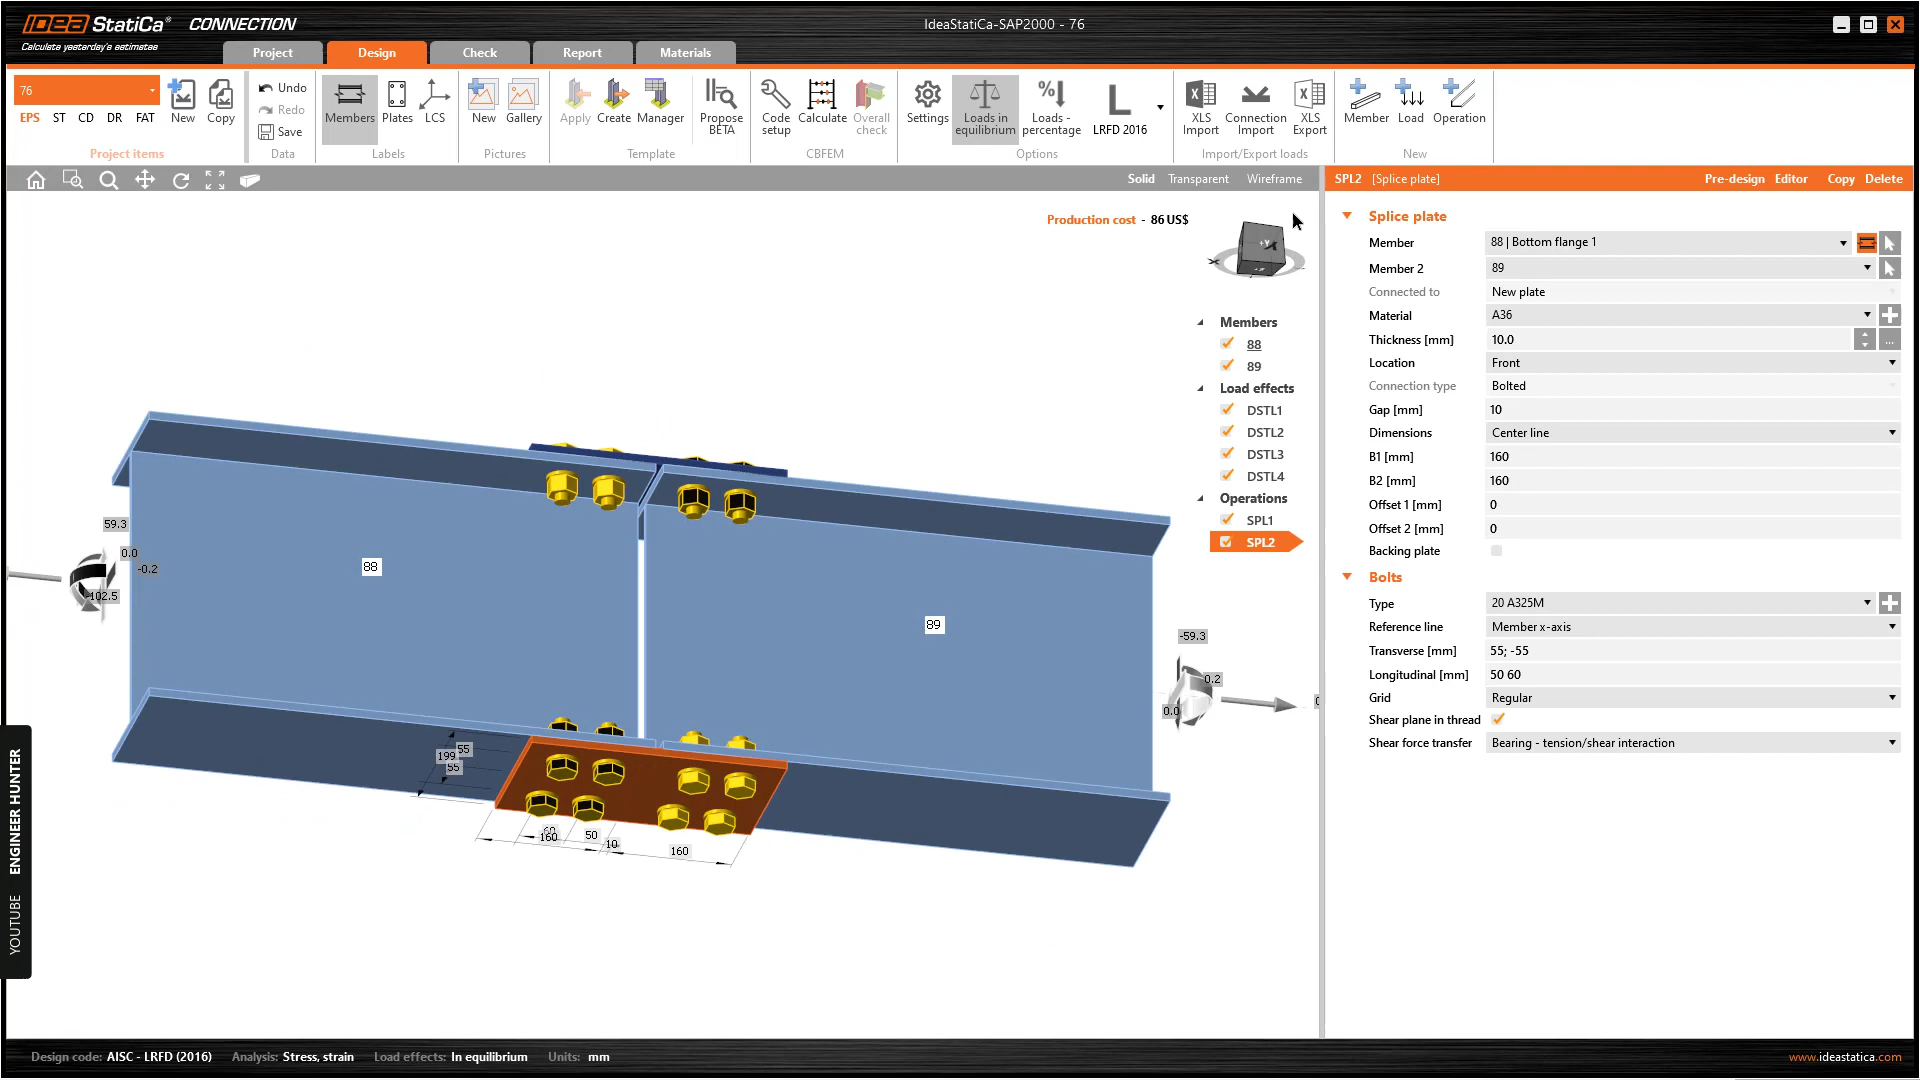 IDEA StatiCa® CONNECTION
Calculate yesterday's estimates
IdeaStatiCa-SAP2000 - 76
Project Design Check Report Materials
76
EPS ST CD DR FAT
New Copy
Project items
Undo
Redo
Save
Data
Members Plates LCS
Labels
New Gallery
Pictures
Apply Create Manager
Propose BETA
Template
Code setup
Calculate
Overall check
CBFEM
Settings
Loads in equilibrium
Loads - percentage
LRFD 2016
Options
XLS Import
Connection Import
XLS Export
Import/Export loads
Member Load Operation
New
Solid Transparent Wireframe
Production cost - 86 US$
+Y
Members
88
89
Load effects
DSTL1
DSTL2
DSTL3
DSTL4
Operations
SPL1
SPL2
59.3
0.0
-0.2
-102.5
88
89
-59.3
0.2
0.0
55
199
55
60
160
50
10
160
SPL2 [Splice plate]
Pre-design Editor Copy Delete
Splice plate
Member 88 | Bottom flange 1
Member 2 89
Connected to New plate
Material A36
Thickness [mm] 10.0
...
Location Front
Connection type Bolted
Gap [mm] 10
Dimensions Center line
B1 [mm] 160
B2 [mm] 160
Offset 1 [mm] 0
Offset 2 [mm] 0
Backing plate
Bolts
Type 20 A325M
Reference line Member x-axis
Transverse [mm] 55; -55
Longitudinal [mm] 50 60
Grid Regular
Shear plane in thread
Shear force transfer Bearing - tension/shear interaction
YOUTUBE ENGINEER HUNTER
Design code: AISC - LRFD (2016) Analysis: Stress, strain Load effects: In equilibrium Units: mm
www.ideastatica.com